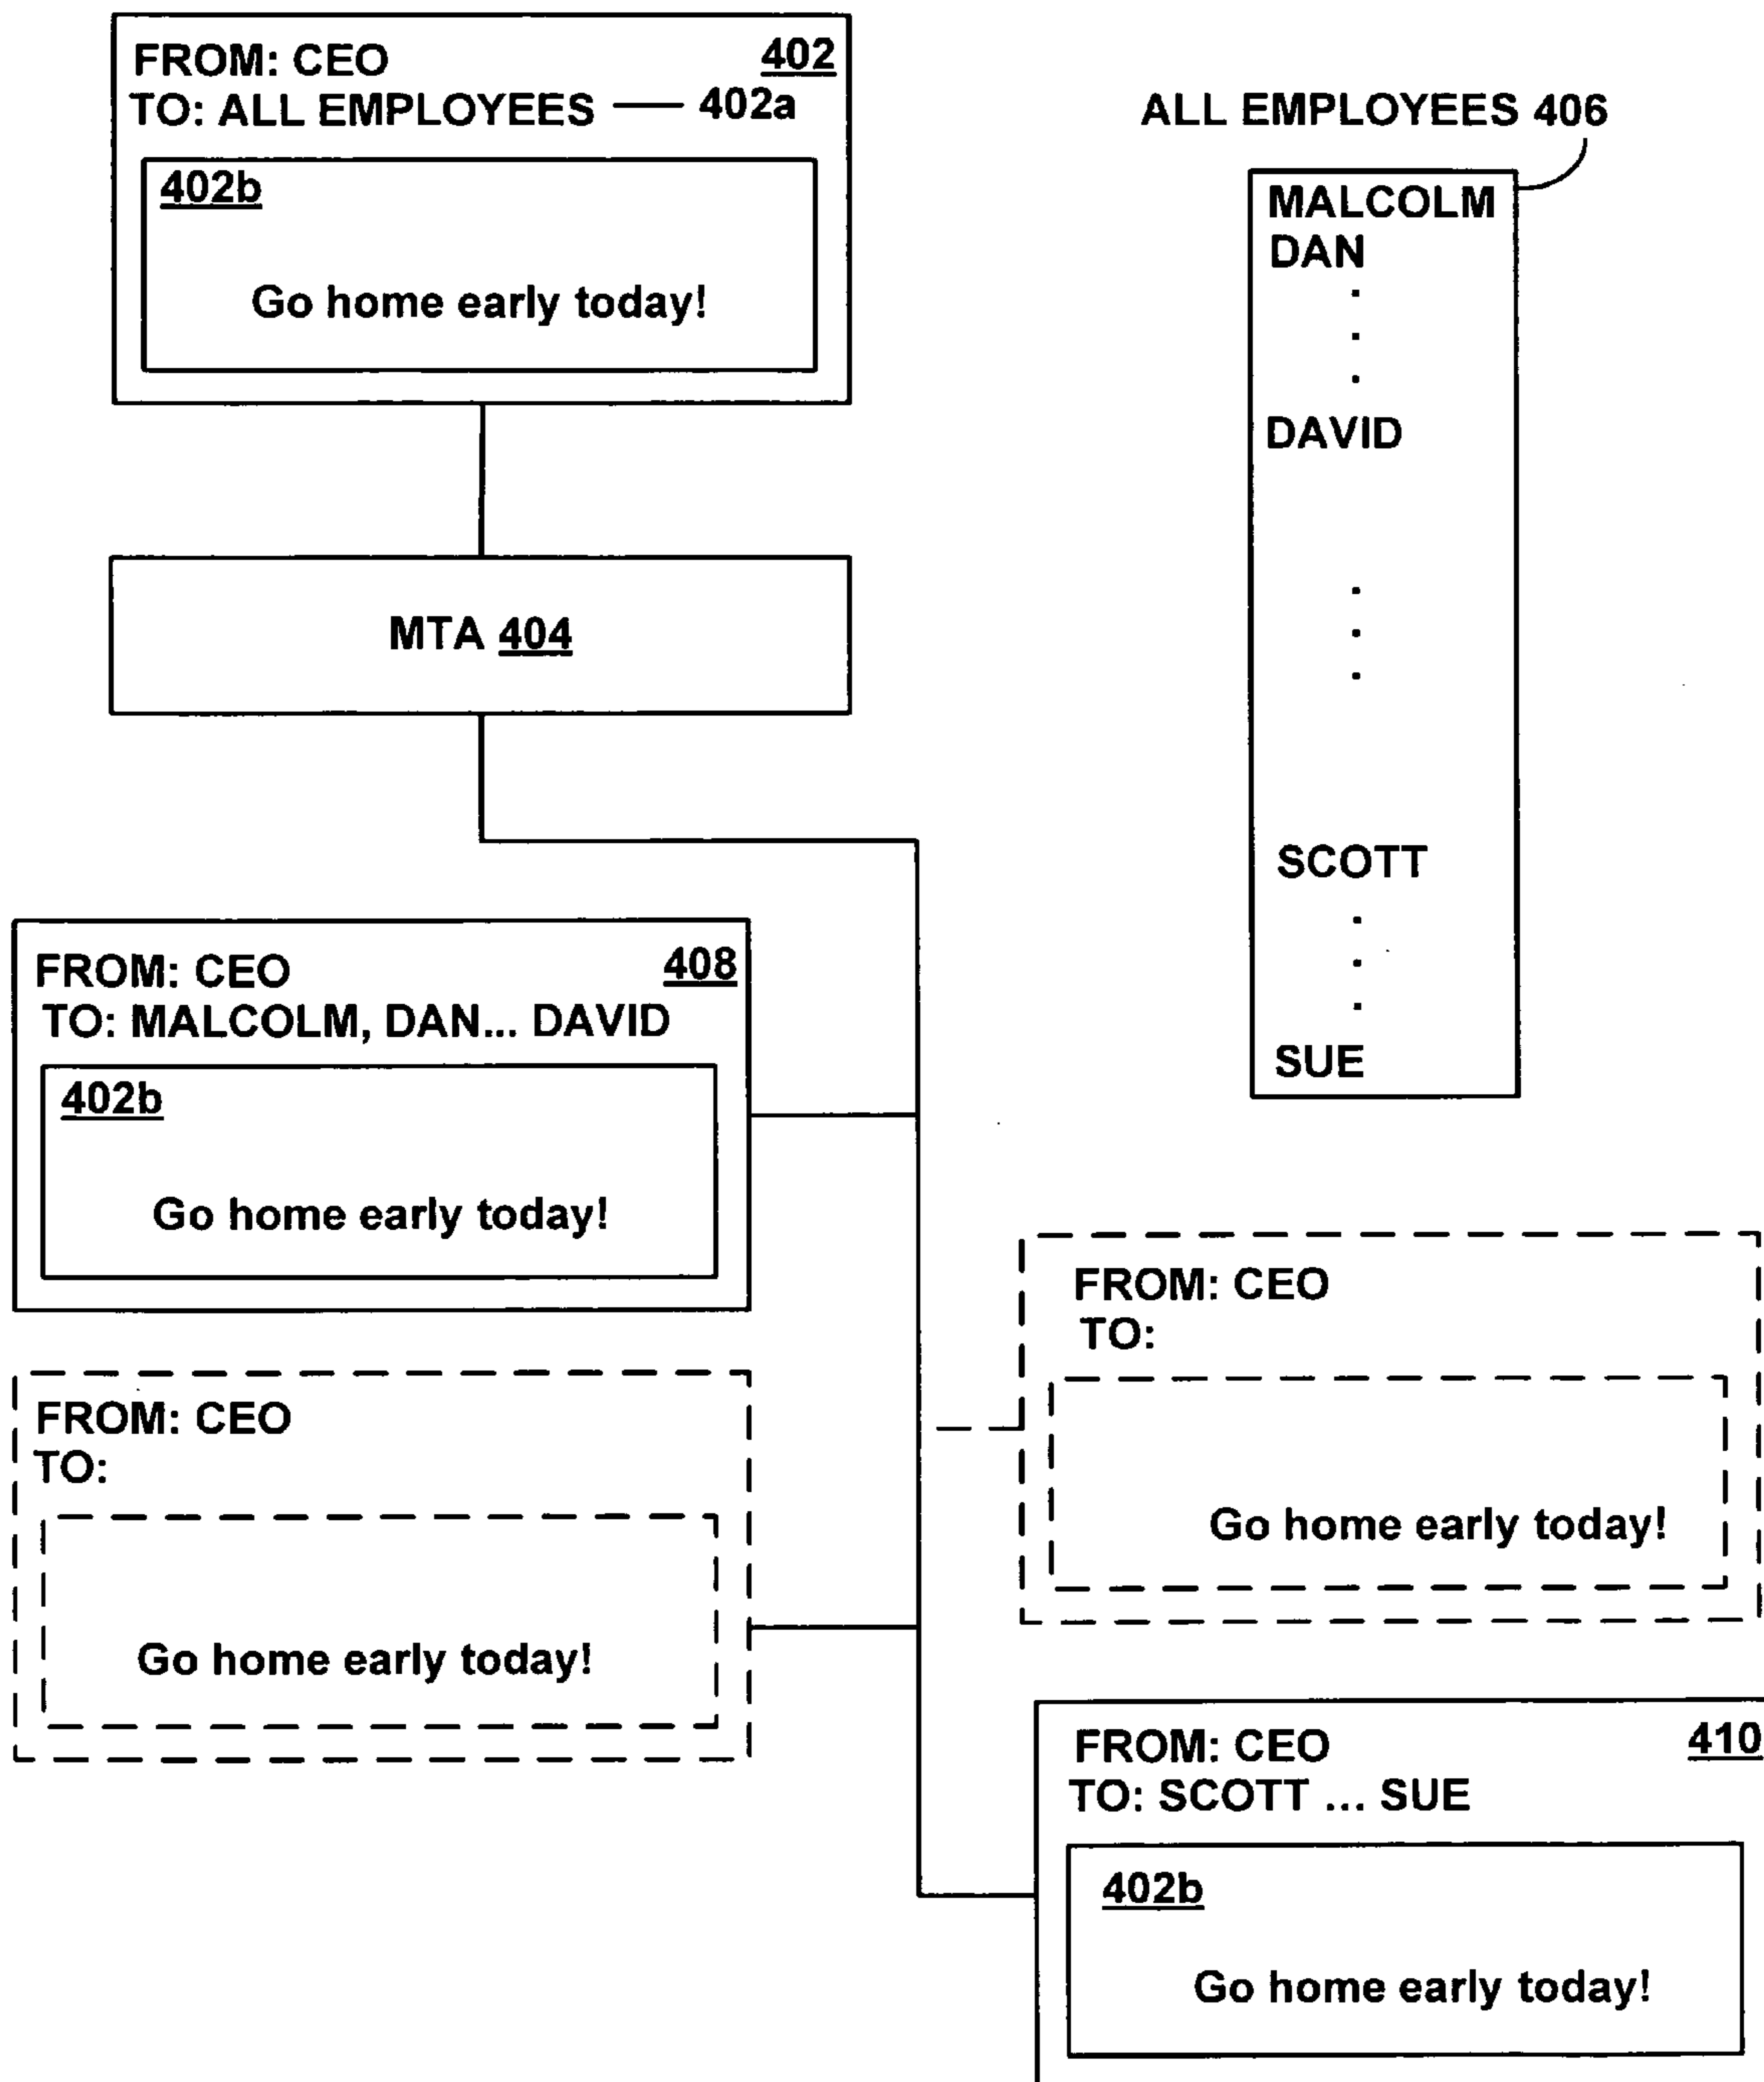 FROM: CEO 402
TO: ALL EMPLOYEES 402a
402b
Go home early today!
ALL EMPLOYEES 406
MALCOLM
DAN
.
.
.
DAVID
.
.
.
SCOTT
.
.
.
SUE
MTA 404
FROM: CEO 408
TO: MALCOLM, DAN... DAVID
402b
Go home early today!
FROM: CEO
TO:
Go home early today!
FROM: CEO
TO:
Go home early today!
FROM: CEO 410
TO: SCOTT ... SUE
402b
Go home early today!